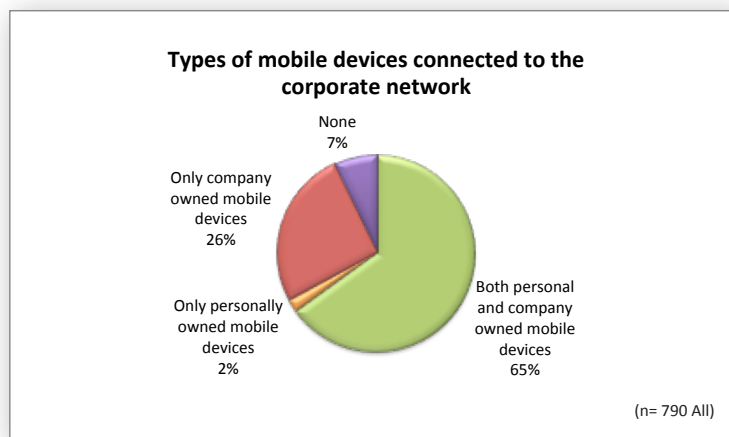 Types of mobile devices connected to the
corporate network
None
7%
Only company
owned mobile
devices
26%
Only personally
owned mobile
devices
2%
Both personal
and company
owned mobile
devices
65%
(n= 790 All)